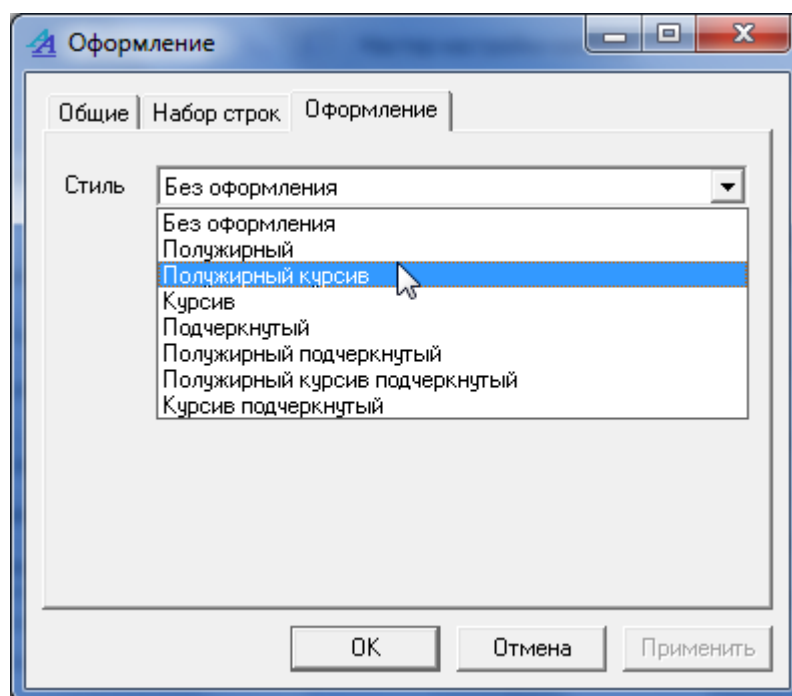 Оформление
Общие Набор строк Оформление
Стиль Без оформления
Без оформления
Полужирный
Полужирный курсив
Курсив
Подчеркнутый
Полужирный подчеркнутый
Полужирный курсив подчеркнутый
Курсив подчеркнутый
OK Отмена Применить